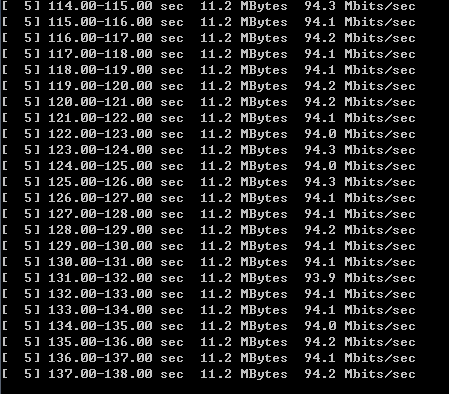 [  5] 114.00-115.00 sec  11.2 MBytes  94.3 Mbits/sec
[  5] 115.00-116.00 sec  11.2 MBytes  94.1 Mbits/sec
[  5] 116.00-117.00 sec  11.2 MBytes  94.2 Mbits/sec
[  5] 117.00-118.00 sec  11.2 MBytes  94.1 Mbits/sec
[  5] 118.00-119.00 sec  11.2 MBytes  94.1 Mbits/sec
[  5] 119.00-120.00 sec  11.2 MBytes  94.2 Mbits/sec
[  5] 120.00-121.00 sec  11.2 MBytes  94.2 Mbits/sec
[  5] 121.00-122.00 sec  11.2 MBytes  94.1 Mbits/sec
[  5] 122.00-123.00 sec  11.2 MBytes  94.0 Mbits/sec
[  5] 123.00-124.00 sec  11.2 MBytes  94.3 Mbits/sec
[  5] 124.00-125.00 sec  11.2 MBytes  94.0 Mbits/sec
[  5] 125.00-126.00 sec  11.2 MBytes  94.3 Mbits/sec
[  5] 126.00-127.00 sec  11.2 MBytes  94.1 Mbits/sec
[  5] 127.00-128.00 sec  11.2 MBytes  94.1 Mbits/sec
[  5] 128.00-129.00 sec  11.2 MBytes  94.2 Mbits/sec
[  5] 129.00-130.00 sec  11.2 MBytes  94.1 Mbits/sec
[  5] 130.00-131.00 sec  11.2 MBytes  94.1 Mbits/sec
[  5] 131.00-132.00 sec  11.2 MBytes  93.9 Mbits/sec
[  5] 132.00-133.00 sec  11.2 MBytes  94.1 Mbits/sec
[  5] 133.00-134.00 sec  11.2 MBytes  94.1 Mbits/sec
[  5] 134.00-135.00 sec  11.2 MBytes  94.0 Mbits/sec
[  5] 135.00-136.00 sec  11.2 MBytes  94.2 Mbits/sec
[  5] 136.00-137.00 sec  11.2 MBytes  94.1 Mbits/sec
[  5] 137.00-138.00 sec  11.2 MBytes  94.2 Mbits/sec